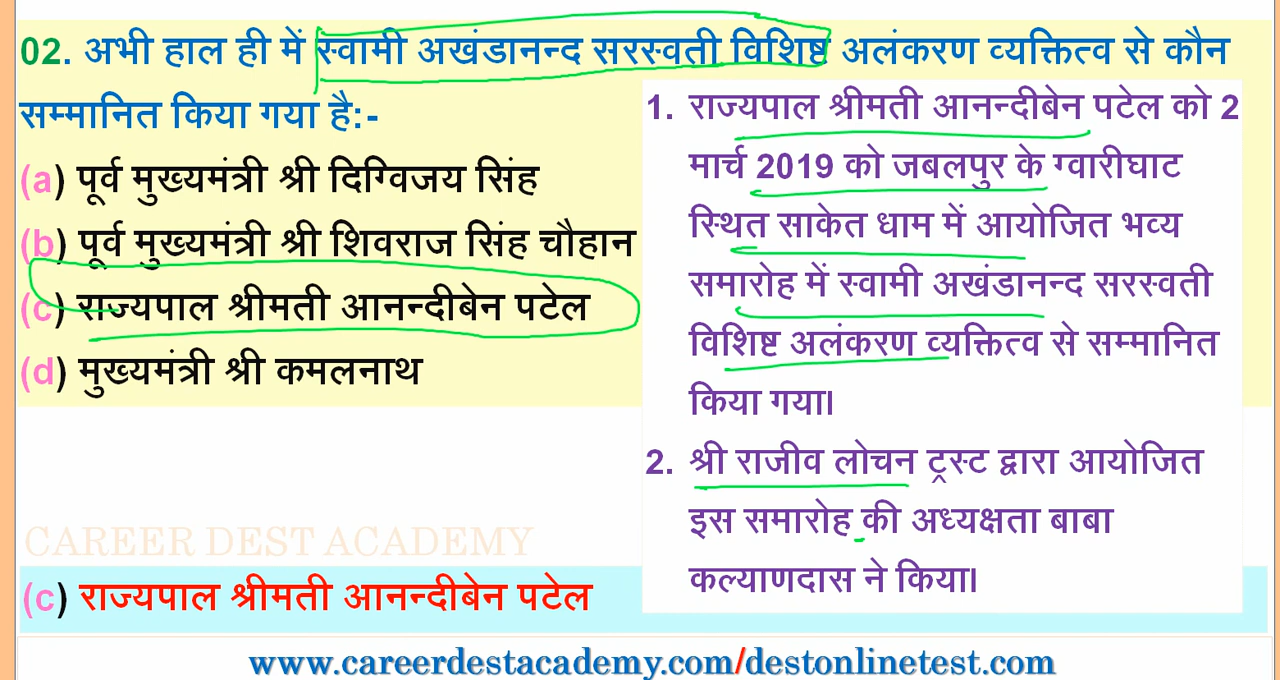 02. अभी हाल ही में स्वामी अखंडानन्द सरस्वती विशिष्ट अलंकरण व्यक्तित्व से कौन
सम्मानित किया गया है:-
(a) पूर्व मुख्यमंत्री श्री दिग्विजय सिंह
(b) पूर्व मुख्यमंत्री श्री शिवराज सिंह चौहान
(c) राज्यपाल श्रीमती आनन्दीबेन पटेल
(d) मुख्यमंत्री श्री कमलनाथ
1. राज्यपाल श्रीमती आनन्दीबेन पटेल को 2
मार्च 2019 को जबलपुर के ग्वारीघाट
स्थित साकेत धाम में आयोजित भव्य
समारोह में स्वामी अखंडानन्द सरस्वती
विशिष्ट अलंकरण व्यक्तित्व से सम्मानित
किया गया।
2. श्री राजीव लोचन ट्रस्ट द्वारा आयोजित
इस समारोह की अध्यक्षता बाबा
कल्याणदास ने किया।
CAREER DEST ACADEMY
(c) राज्यपाल श्रीमती आनन्दीबेन पटेल
www.careerdestacademy.com/destonlinetest.com